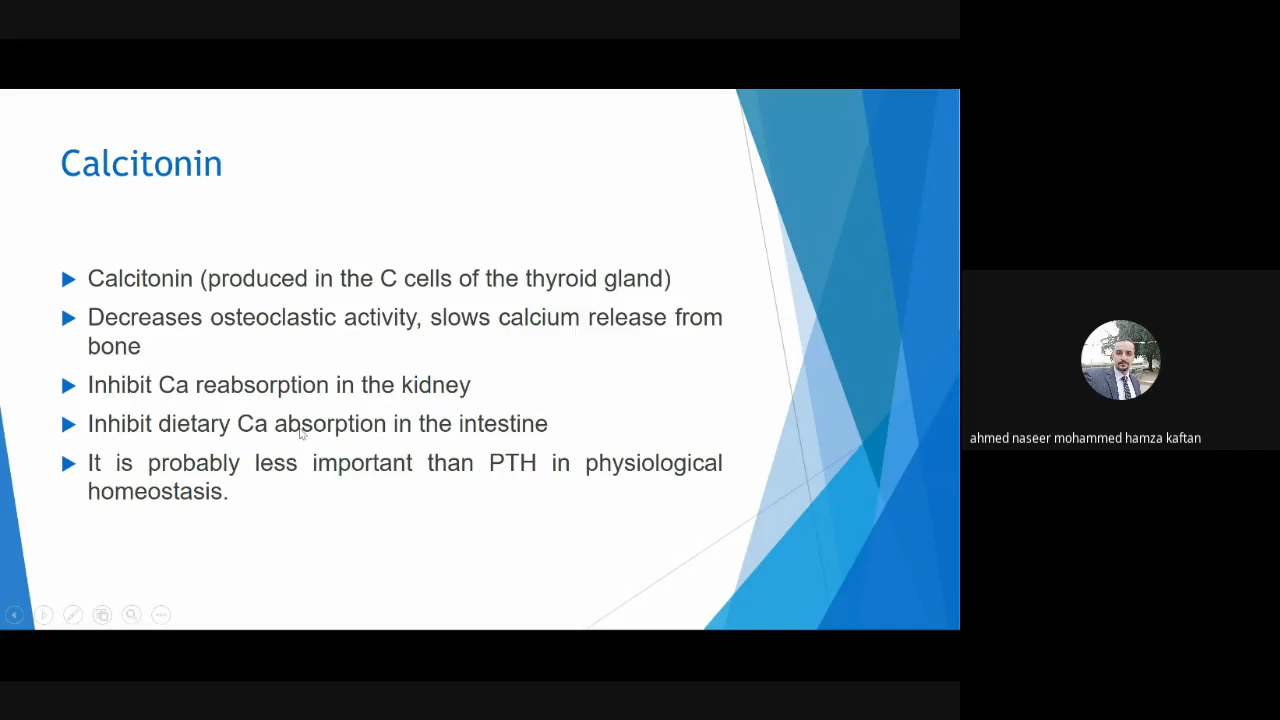 Calcitonin
Calcitonin (produced in the C cells of the thyroid gland)
Decreases osteoclastic activity, slows calcium release from
bone
Inhibit Ca reabsorption in the kidney
Inhibit dietary Ca absorption in the intestine
It is probably less important than PTH in physiological
homeostasis.
ahmed naseer mohammed hamza kaftan